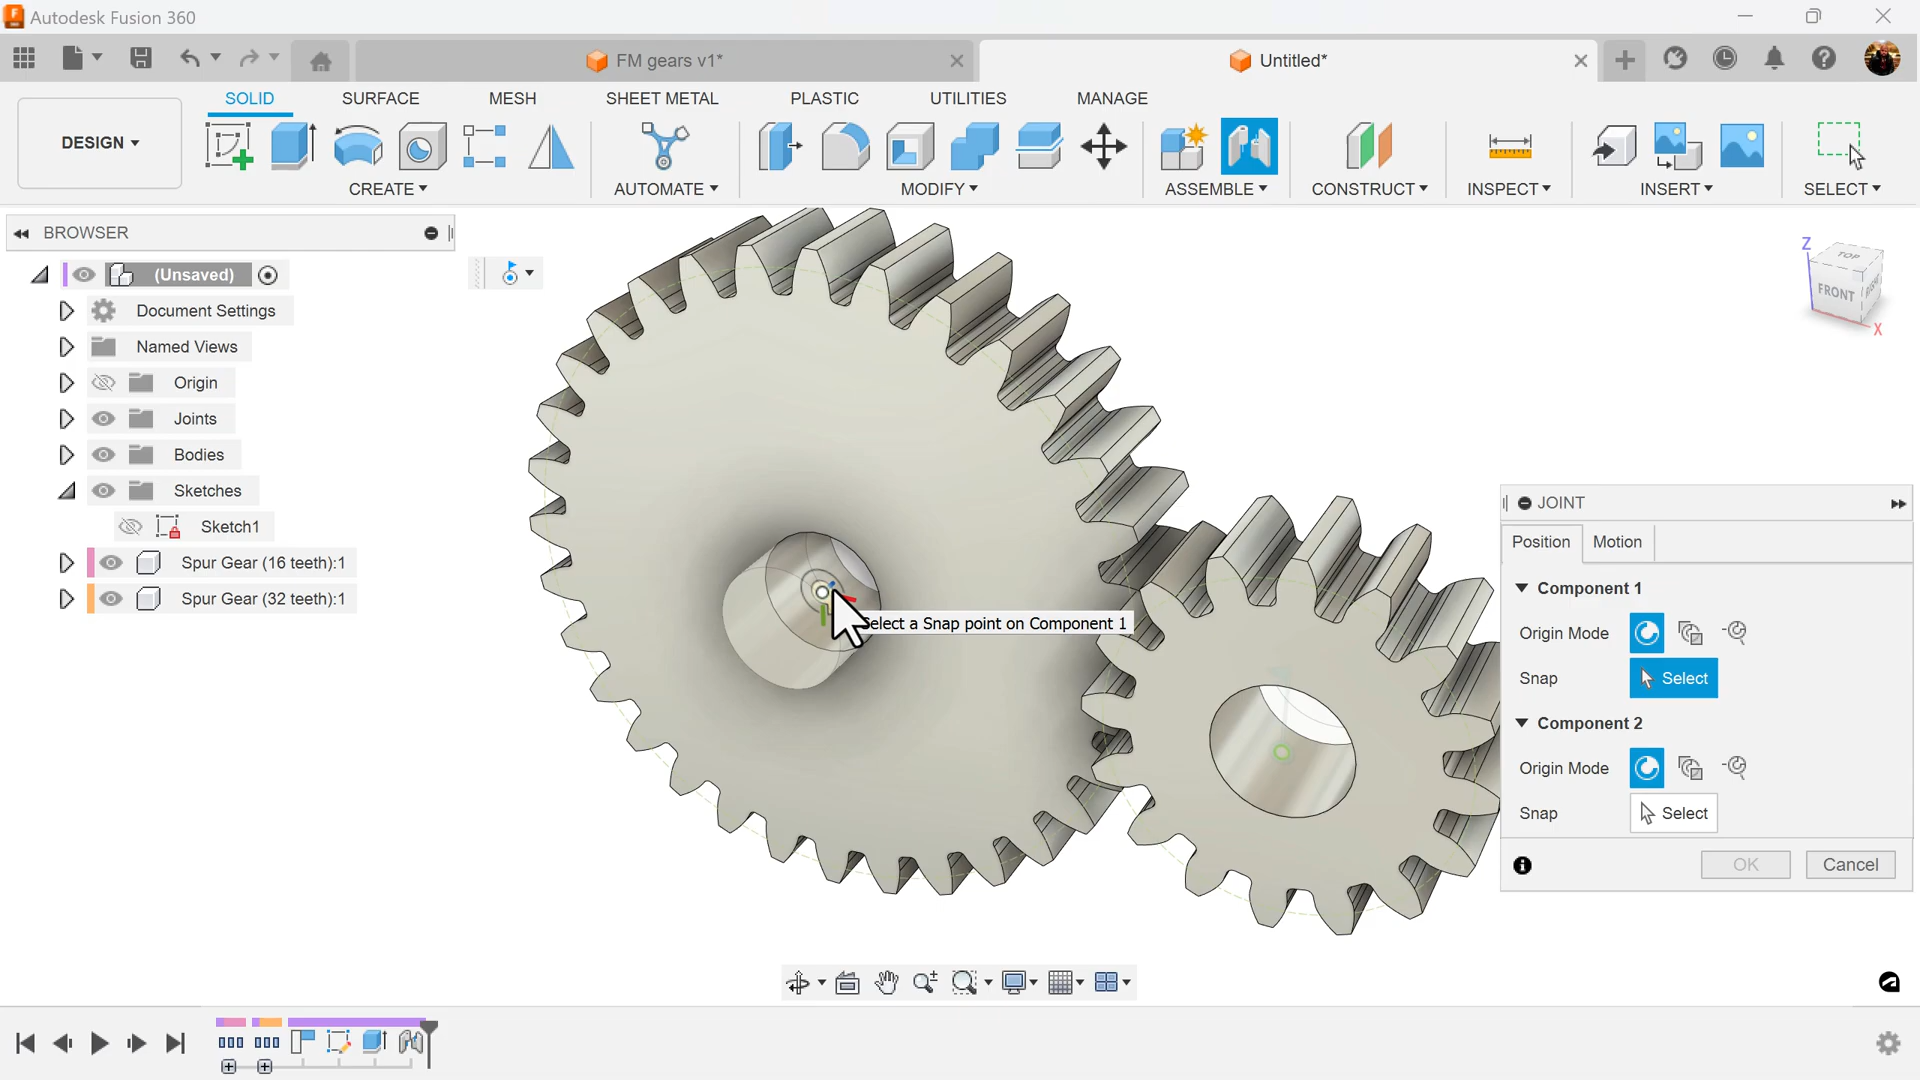 Autodesk Fusion 360
FM gears v1*
Untitled*
DESIGN
SOLID
SURFACE
MESH
SHEET METAL
PLASTIC
UTILITIES
MANAGE
CREATE
AUTOMATE
MODIFY
ASSEMBLE
CONSTRUCT
INSPECT
INSERT
SELECT
BROWSER
(Unsaved)
Document Settings
Named Views
Origin
Joints
Bodies
Sketches
Sketch1
Spur Gear (16 teeth):1
Spur Gear (32 teeth):1
Z
TOP
FRONT
RIGHT
X
Select a Snap point on Component 1
JOINT
Position
Motion
Component 1
Origin Mode
Snap
Select
Component 2
Origin Mode
Snap
Select
OK
Cancel